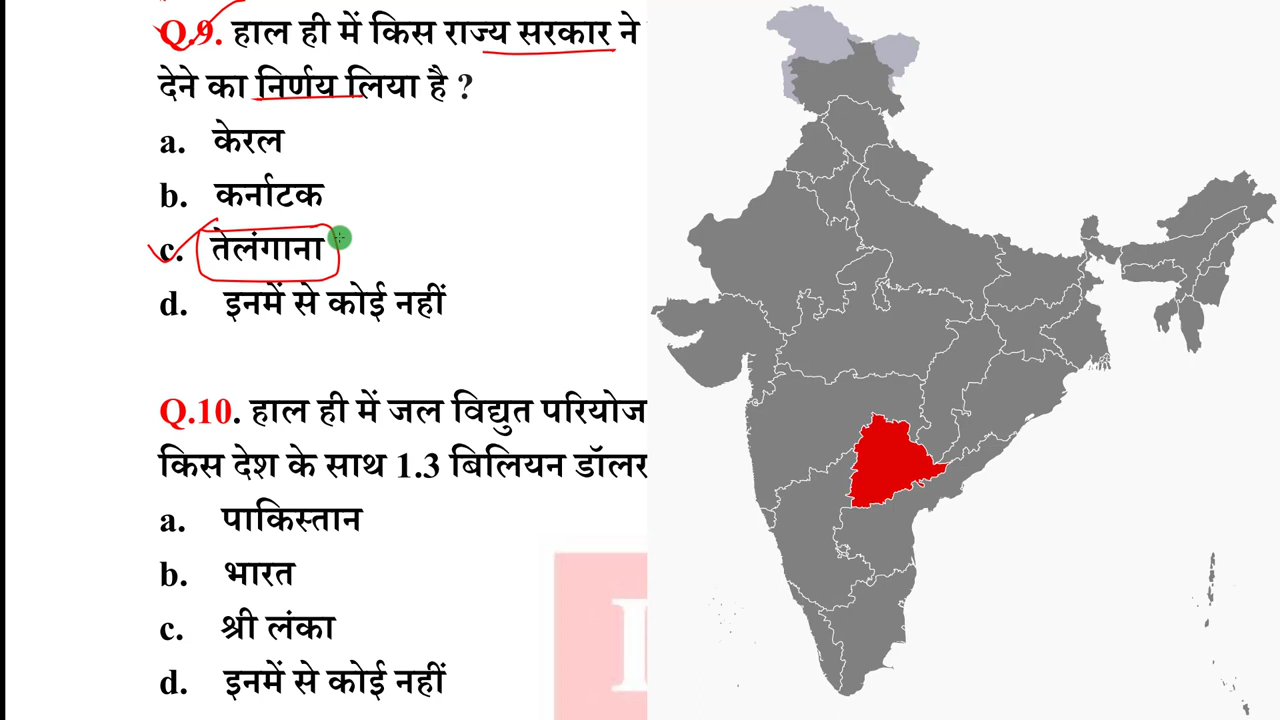 Q.9. हाल ही में किस राज्य सरकार ने
देने का निर्णय लिया है ?
a. केरल
b. कर्नाटक
c. तेलंगाना
d. इनमें से कोई नहीं
Q.10. हाल ही में जल विद्युत परियोज
किस देश के साथ 1.3 बिलियन डॉलर
a. पाकिस्तान
b. भारत
c. श्री लंका
d. इनमें से कोई नहीं